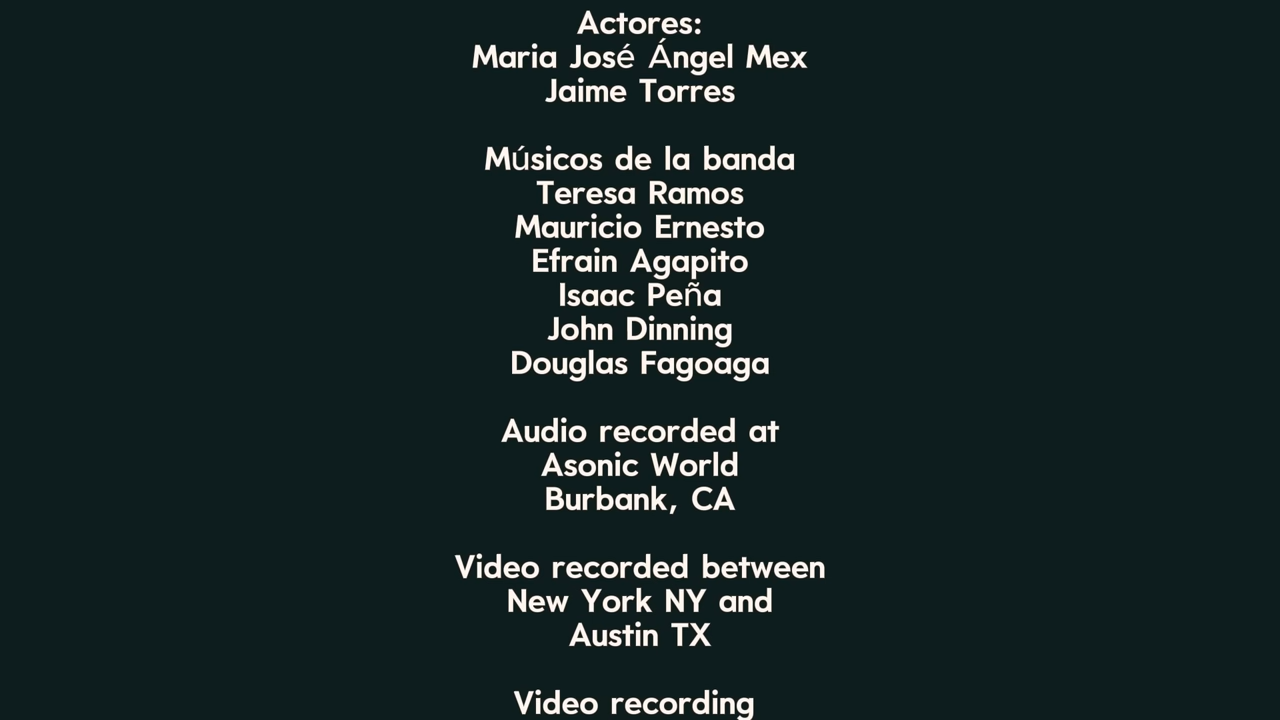 Actores:
Maria José Ángel Mex
Jaime Torres
Músicos de la banda
Teresa Ramos
Mauricio Ernesto
Efrain Agapito
Isaac Peña
John Dinning
Douglas Fagoaga
Audio recorded at
Asonic World
Burbank, CA
Video recorded between
New York NY and
Austin TX
Video recording